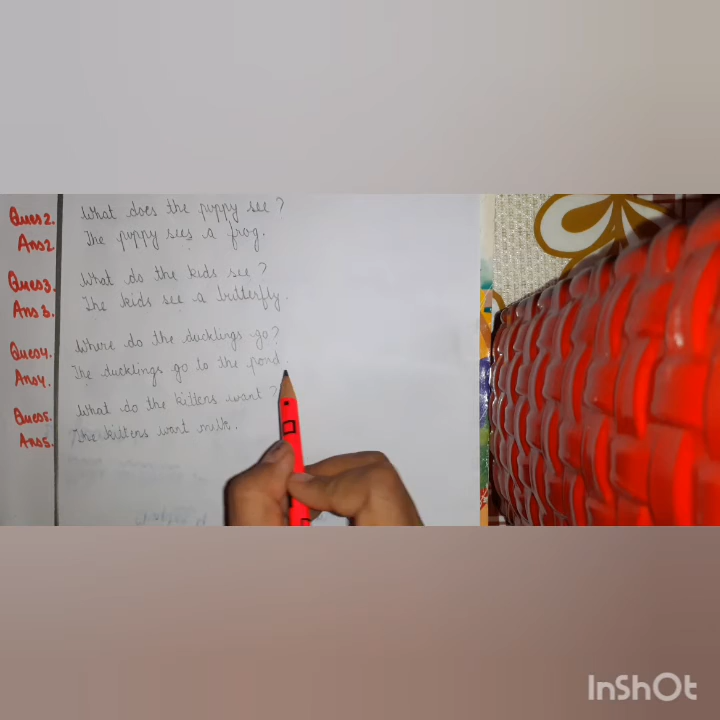 Ques2. What does the puppy see?
Ans2 The puppy sees a frog.
Ques3. What do the kids see?
Ans3. The kids see a butterfly.
Ques4. Where do the ducklings go?
Ans4. The ducklings go to the pond.
Ques5. What do the kittens want?
Ans5. The kittens want milk.
InShOt